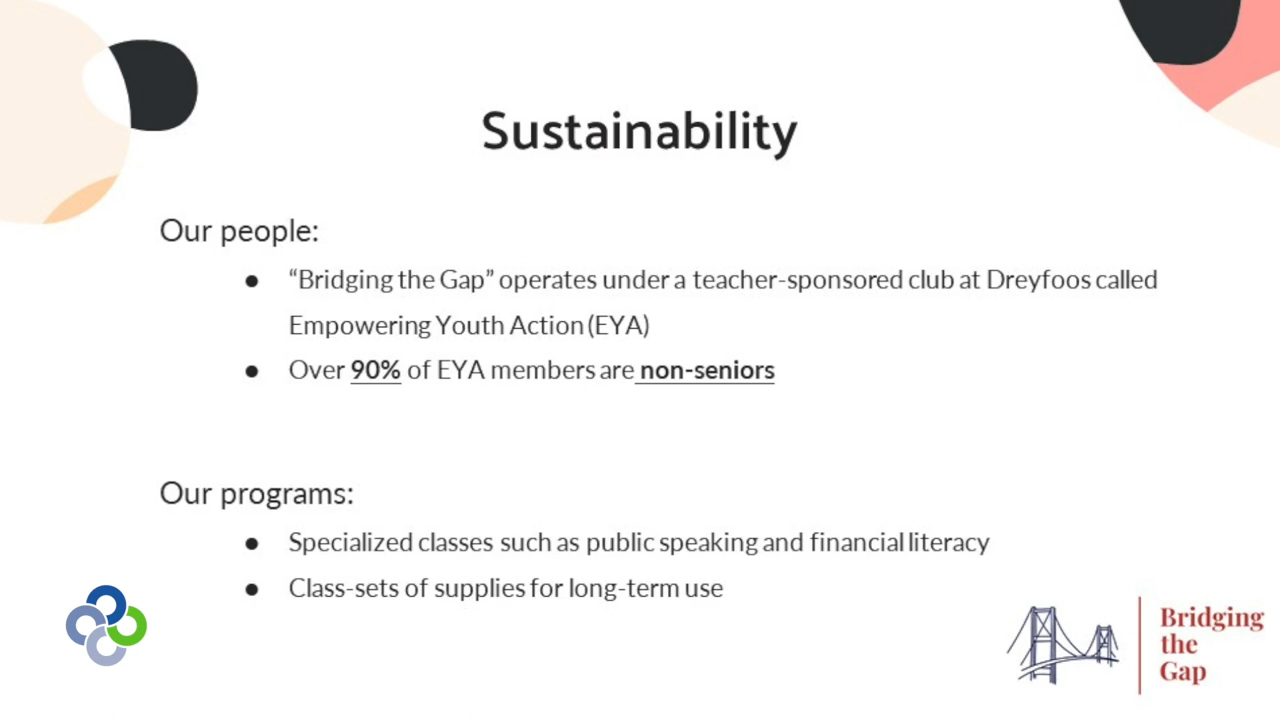 Sustainability
Our people:
● “Bridging the Gap” operates under a teacher-sponsored club at Dreyfoos called
Empowering Youth Action (EYA)
● Over 90% of EYA members are non-seniors
Our programs:
● Specialized classes such as public speaking and financial literacy
● Class-sets of supplies for long-term use
Bridging
the
Gap